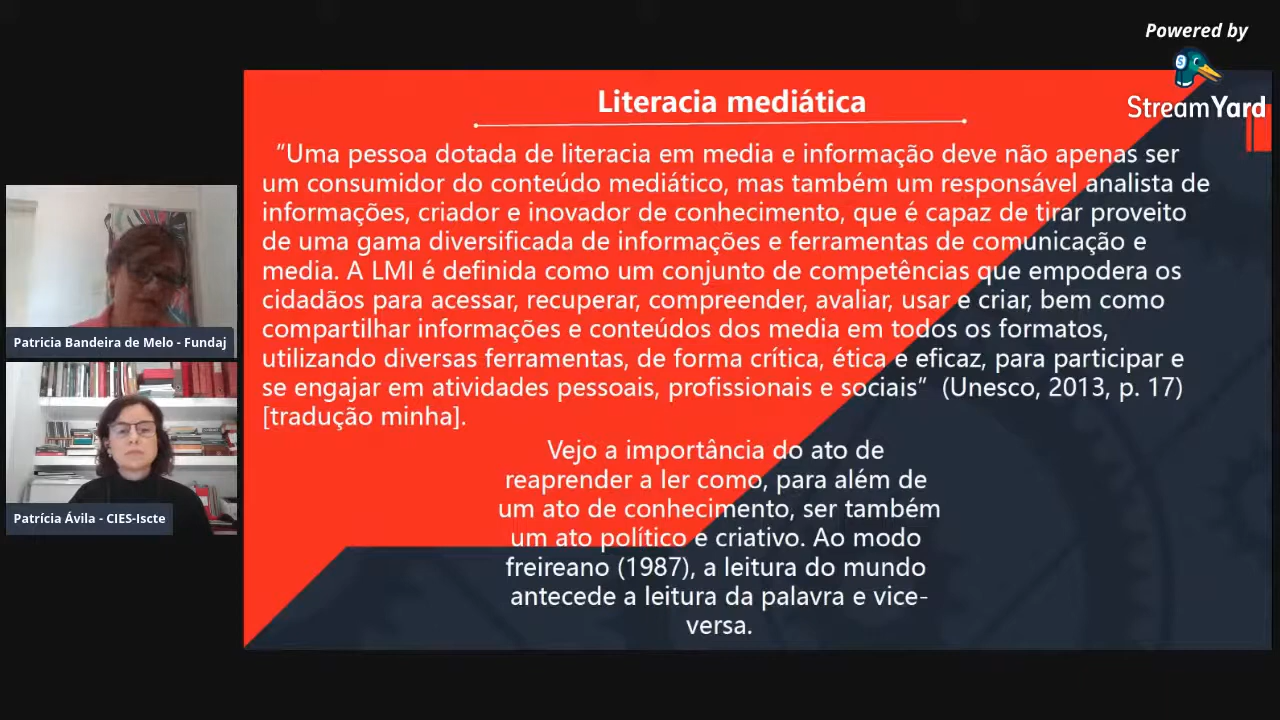 Powered by
StreamYard
Literacia mediática
“Uma pessoa dotada de literacia em media e informação deve não apenas ser
um consumidor do conteúdo mediático, mas também um responsável analista de
informações, criador e inovador de conhecimento, que é capaz de tirar proveito
de uma gama diversificada de informações e ferramentas de comunicação e
media. A LMI é definida como um conjunto de competências que empodera os
cidadãos para acessar, recuperar, compreender, avaliar, usar e criar, bem como
compartilhar informações e conteúdos dos media em todos os formatos,
utilizando diversas ferramentas, de forma crítica, ética e eficaz, para participar e
se engajar em atividades pessoais, profissionais e sociais” (Unesco, 2013, p. 17)
[tradução minha].
Vejo a importância do ato de
reaprender a ler como, para além de
um ato de conhecimento, ser também
um ato político e criativo. Ao modo
freireano (1987), a leitura do mundo
antecede a leitura da palavra e vice-
versa.
Patricia Bandeira de Melo - Fundaj
Patrícia Ávila - CIES-Iscte